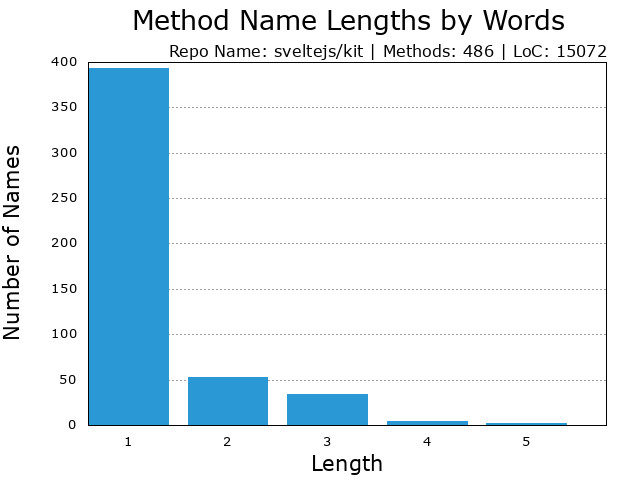 Method Name Lengths by Words
Repo Name: sveltejs/kit | Methods: 486 | LoC: 15072
400
350
300
250
200
150
100
50
0
Number of Names
1 2 3 4 5
Length